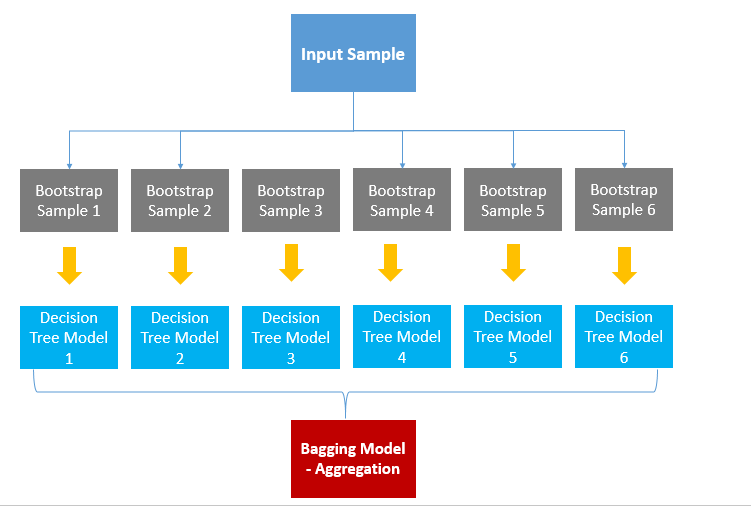 Input Sample
Bootstrap
Sample 1
Bootstrap
Sample 2
Bootstrap
Sample 3
Bootstrap
Sample 4
Bootstrap
Sample 5
Bootstrap
Sample 6
Decision
Tree Model
1
Decision
Tree Model
2
Decision
Tree Model
3
Decision
Tree Model
4
Decision
Tree Model
5
Decision
Tree Model
6
Bagging Model
- Aggregation